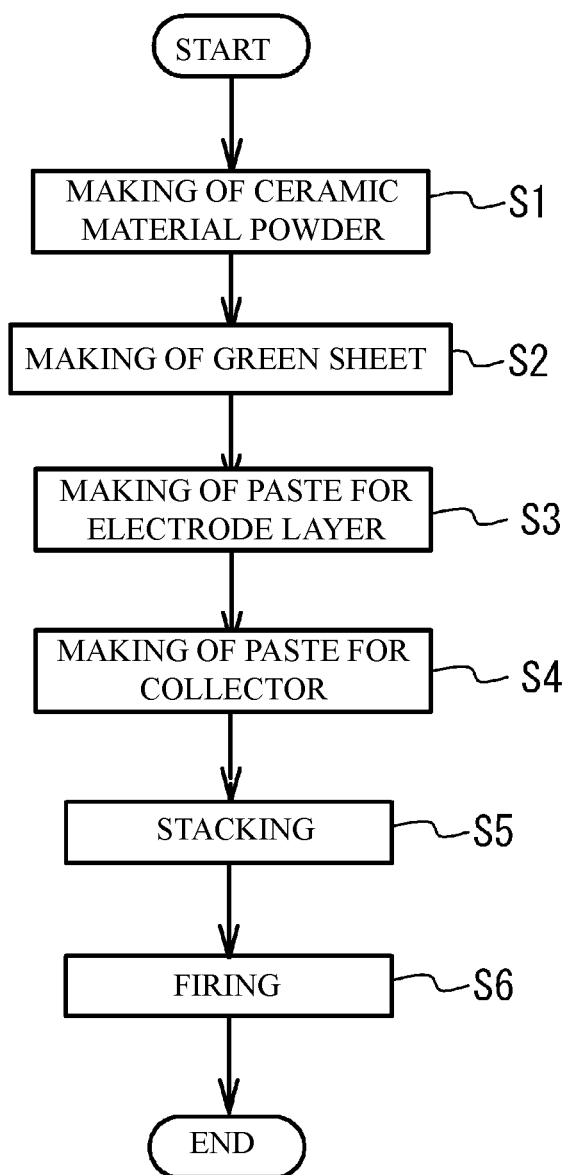 START
MAKING OF CERAMIC
MATERIAL POWDER
S1
MAKING OF GREEN SHEET
S2
MAKING OF PASTE FOR
ELECTRODE LAYER
S3
MAKING OF PASTE FOR
COLLECTOR
S4
STACKING
S5
FIRING
S6
END